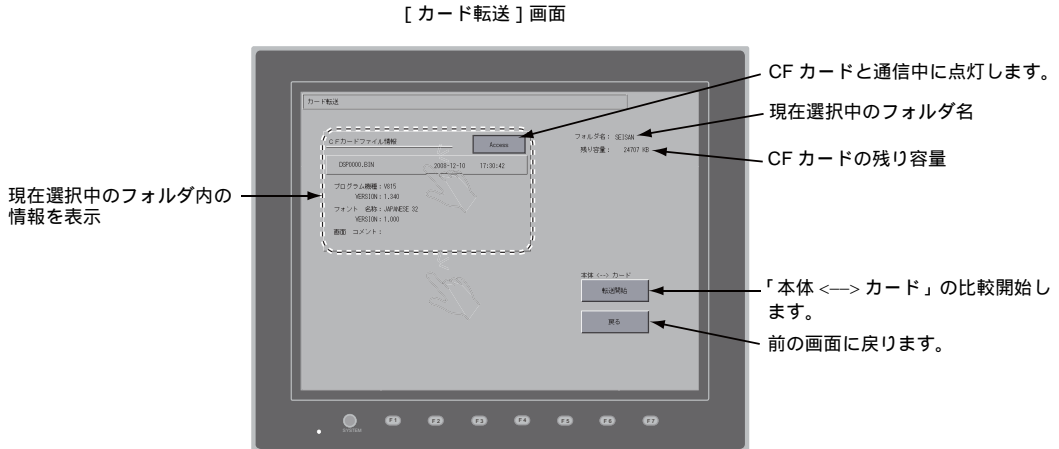 [ カード転送 ] 画面
CF カードと通信中に点灯します。
現在選択中のフォルダ名
CF カードの残り容量
現在選択中のフォルダ内の
情報を表示
「本体 <--> カード」の比較開始し
ます。
前の画面に戻ります。
カード転送
CFカードファイル情報
Access
DSP0000.BIN 2008-12-10 17:30:42
プログラム機種 : V815
VERSION : 1.340
フォント 名称 : JAPANESE 32
VERSION : 1.000
画面 コメント :
フォルダ名 : SEISAN
残り容量 : 24707 KB
本体 <--> カード
転送開始
戻る
SYSTEM
F1
F2
F3
F4
F5
F6
F7